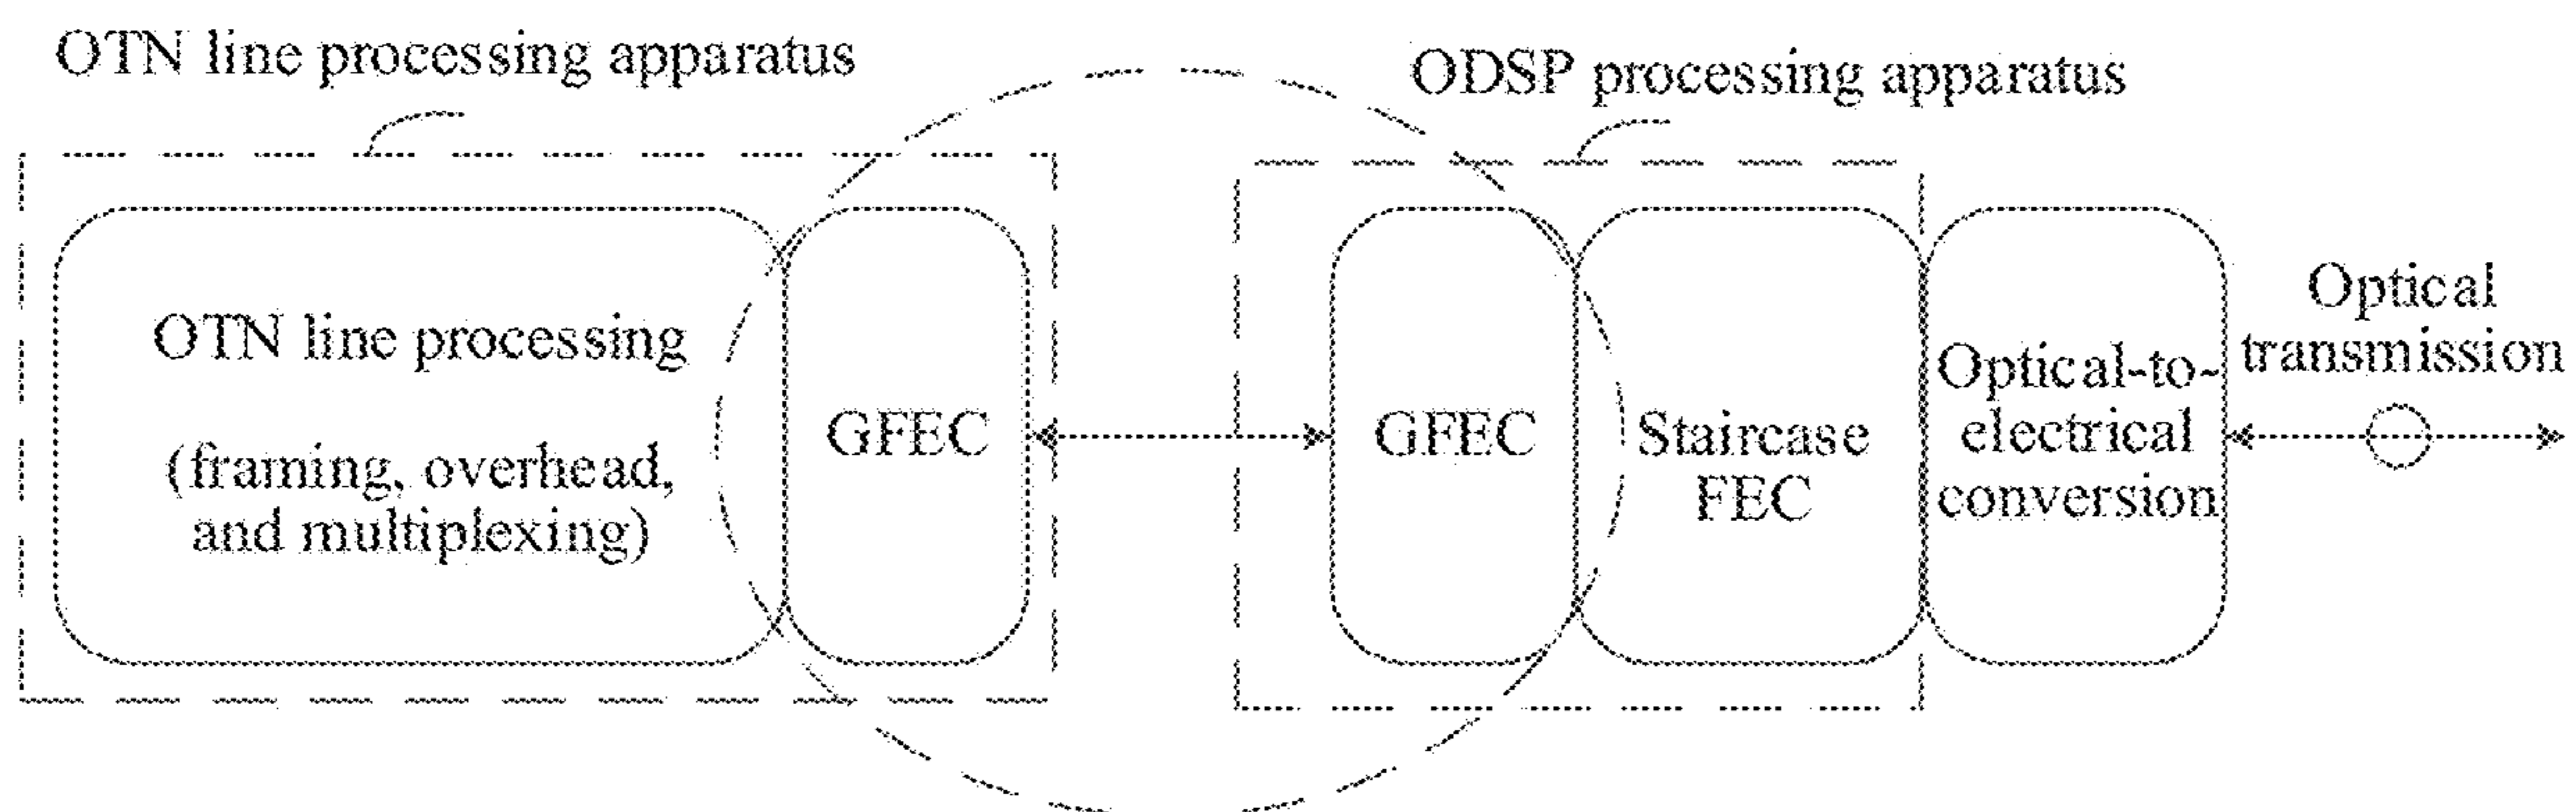 OTN line processing apparatus
ODSP processing apparatus
OTN line processing
(framing, overhead,
and multiplexing)
GFEC
GFEC
Staircase
FEC
Optical-to-
electrical
conversion
Optical
transmission